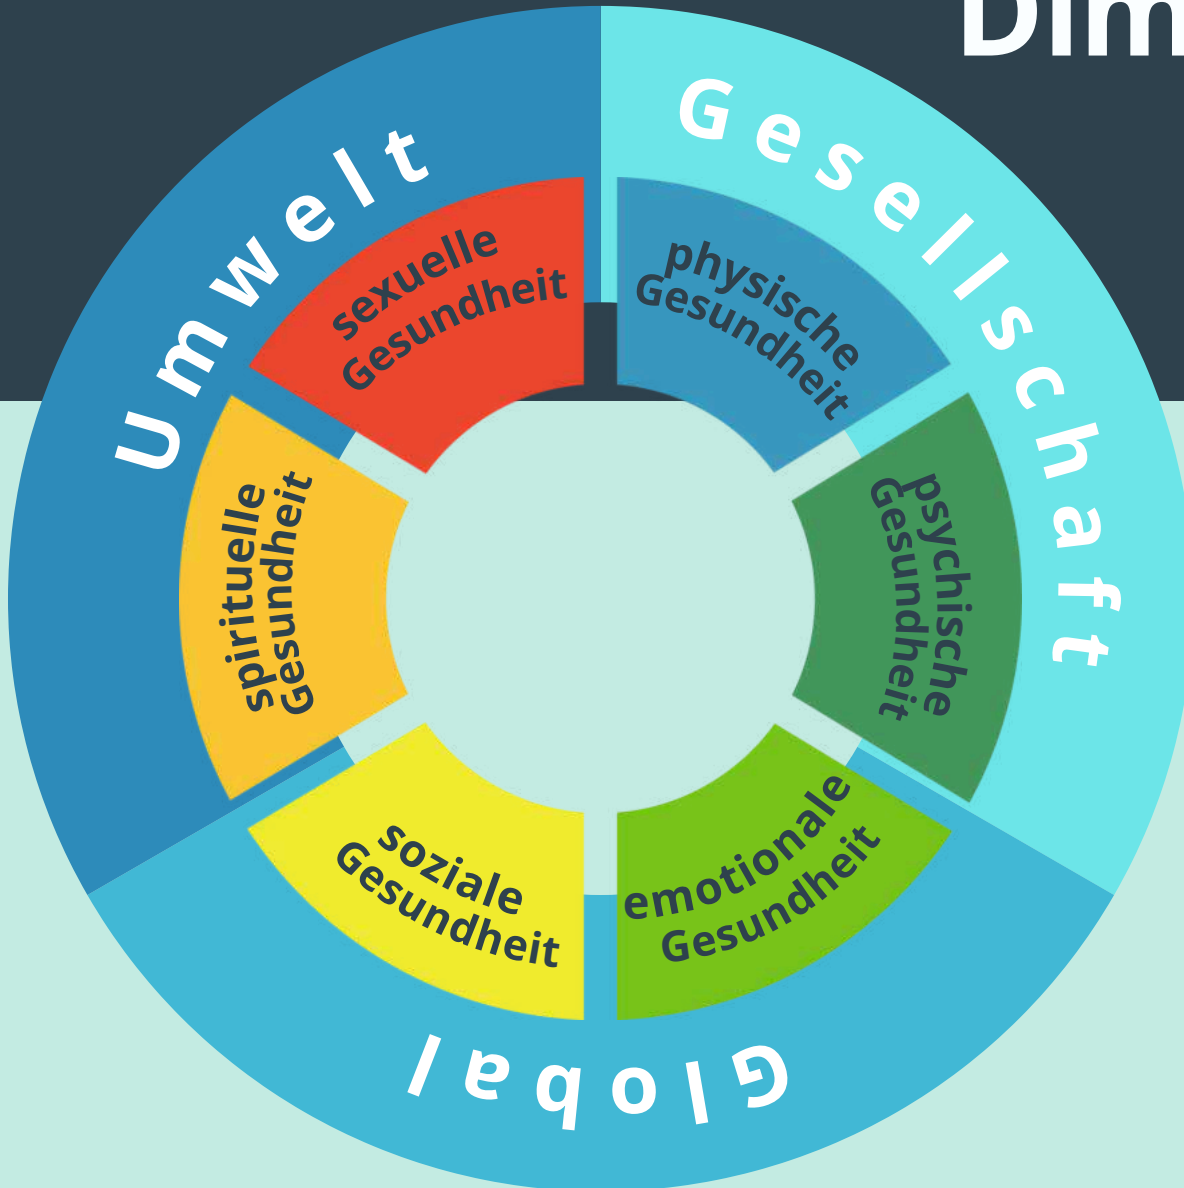 Dim
Gesellschaft
Umwelt
Global
sexuelle
Gesundheit
physische
Gesundheit
psychische
Gesundheit
emotionale
Gesundheit
soziale
Gesundheit
spirituelle
Gesundheit